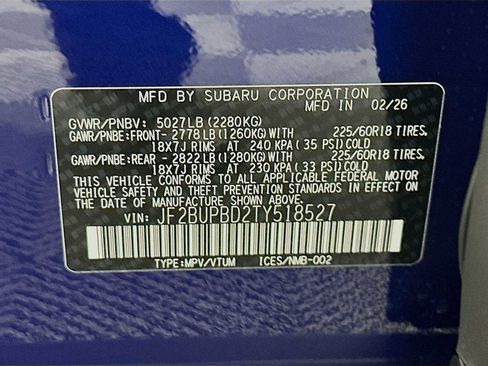 MFD BY SUBARU CORPORATION
MFD IN 02/26
GVWR/PNBV: 5027LB (2280KG)
GAWR/PNBE:FRONT- 2778 LB (1260KG) WITH 225/60R18 TIRES,
18X7J RIMS AT 240 KPA ( 35 PSI) COLD
GAWR/PNBE:REAR - 2822 LB (1280KG) WITH 225/60R18 TIRES,
18X7J RIMS AT 230 KPA ( 33 PSI) COLD
THIS VEHICLE CONFORMS TO ALL APPLICABLE FEDERAL MOTOR
VEHICLE SAFETY AND THEFT PREVENTION STANDARDS IN EFFECT
ON THE DATE OF MANUFACTURE SHOWN ABOVE.
VIN: JF2BUPBD2TY518527
TYPE:MPV/VTUM ICES/NMB-002